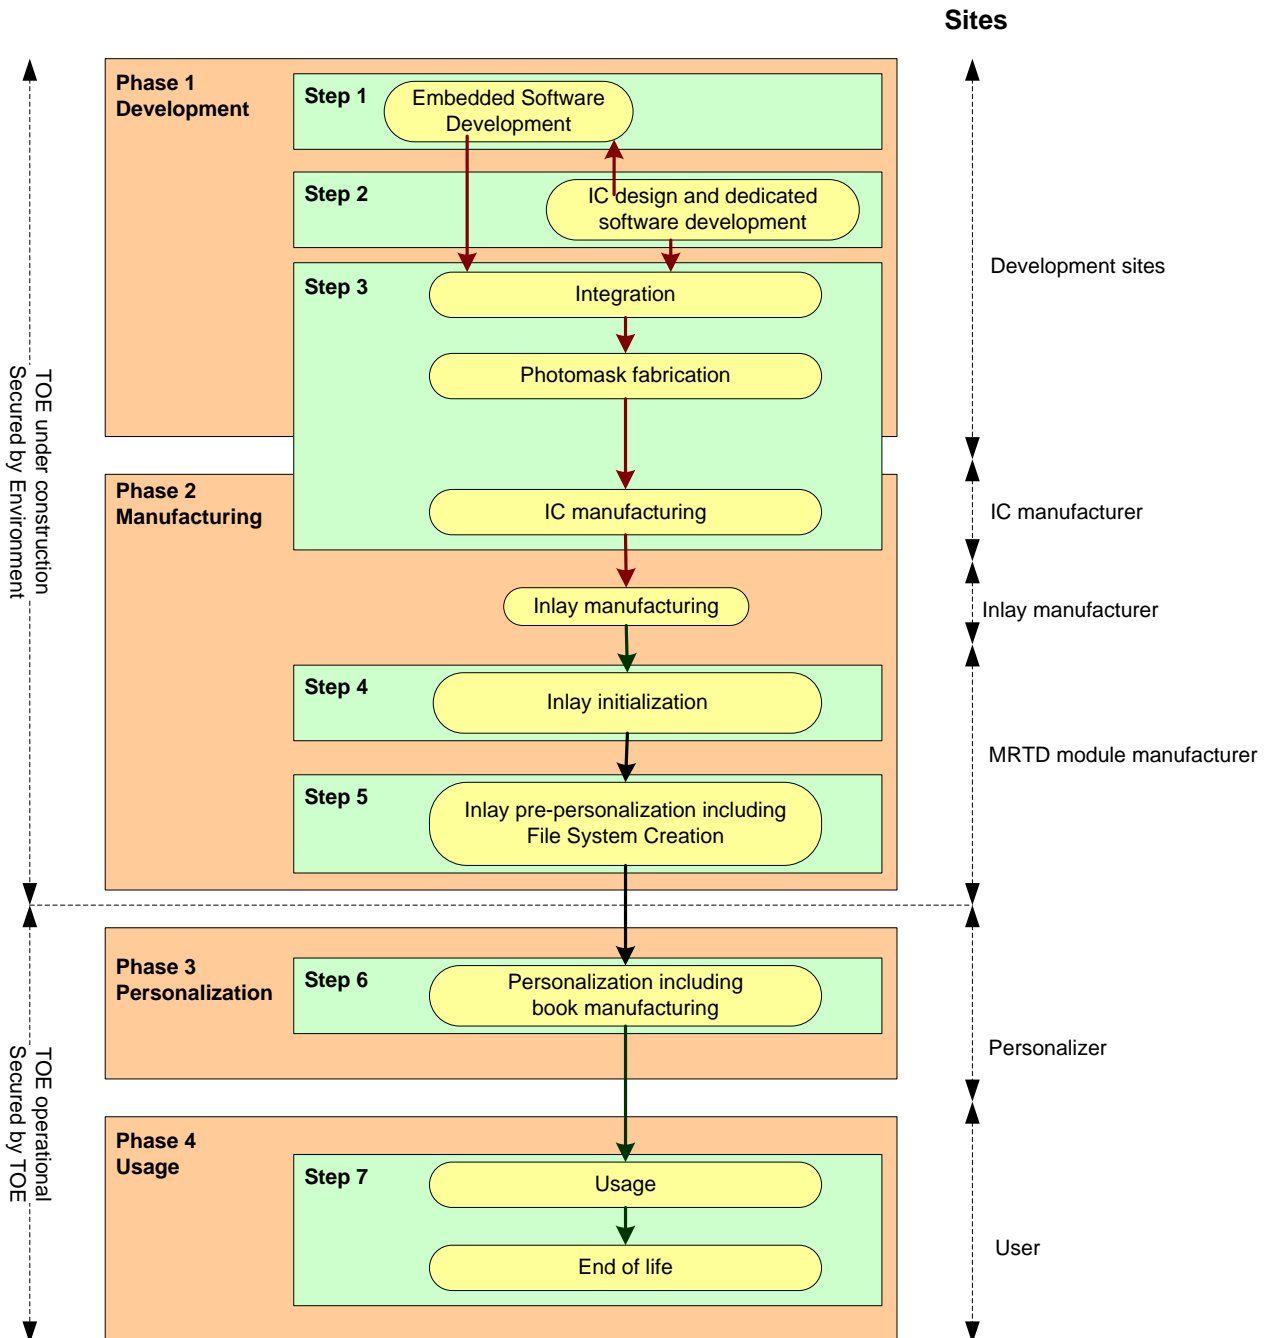 Sites
Phase 1
Development
Step 1
Embedded Software
Development
Step 2
IC design and dedicated
software development
Step 3
Integration
Development sites
Photomask fabrication
TOE under construction
Secured by Environment
Phase 2
Manufacturing
IC manufacturing
IC manufacturer
Inlay manufacturing
Inlay manufacturer
Step 4
Inlay initialization
MRTD module manufacturer
Step 5
Inlay pre-personalization including
File System Creation
Phase 3
Personalization
Step 6
Personalization including
book manufacturing
Personalizer
TOE operational
Secured by TOE
Phase 4
Usage
Step 7
Usage
User
End of life